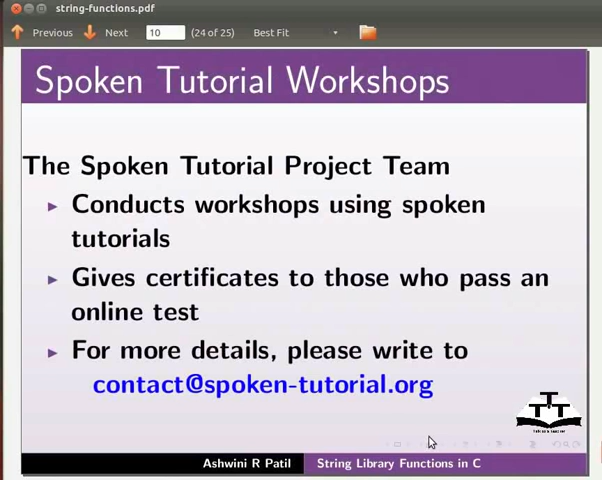 string-functions.pdf
Previous Next 10 (24 of 25) Best Fit
Spoken Tutorial Workshops
The Spoken Tutorial Project Team
Conducts workshops using spoken
tutorials
Gives certificates to those who pass an
online test
For more details, please write to
contact@spoken-tutorial.org
Ashwini R Patil String Library Functions in C